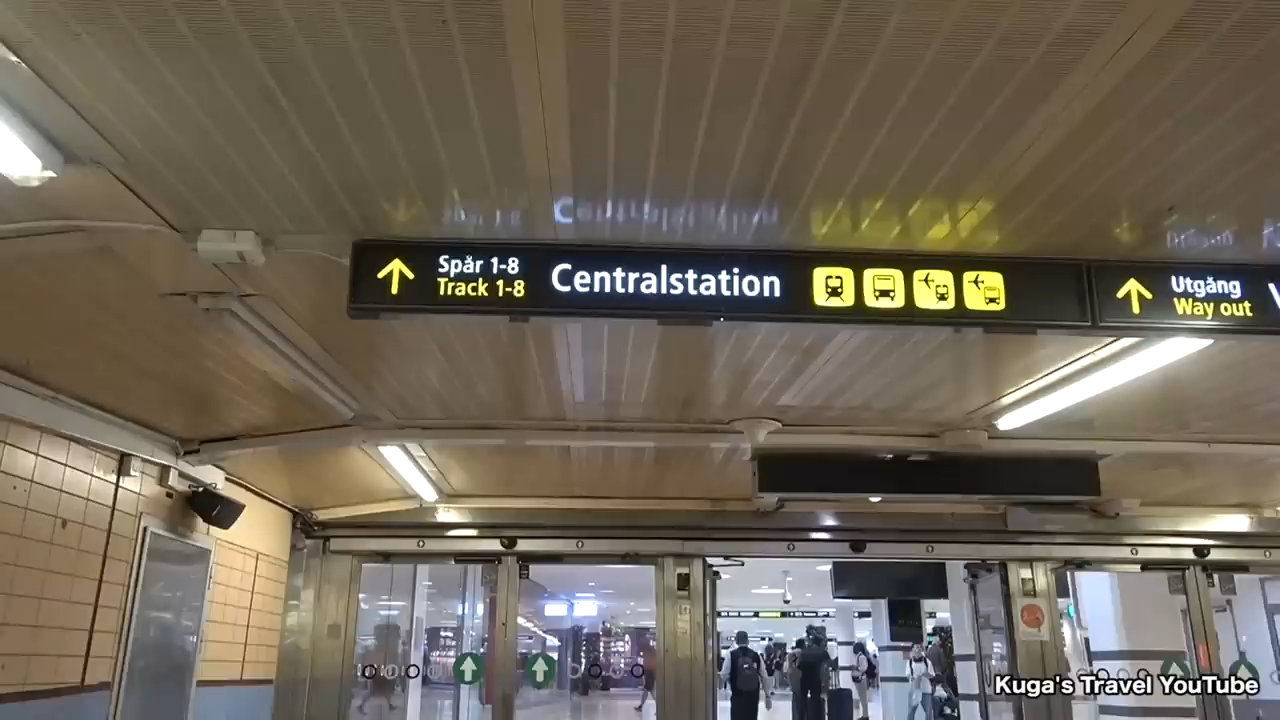 Spår 1-8
Track 1-8
Centralstation
Utgång
Way out
Kuga's Travel YouTube